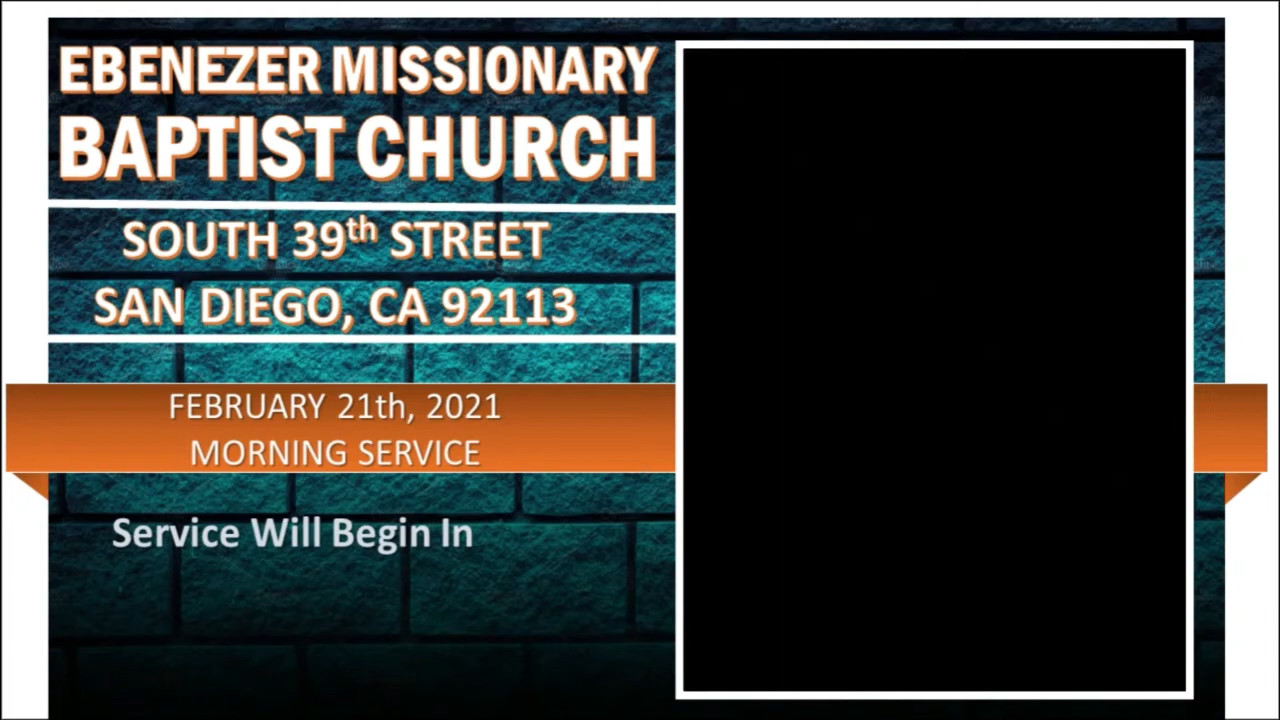 EBENEZER MISSIONARY
BAPTIST CHURCH
SOUTH 39th STREET
SAN DIEGO, CA 92113
FEBRUARY 21th, 2021
MORNING SERVICE
Service Will Begin In